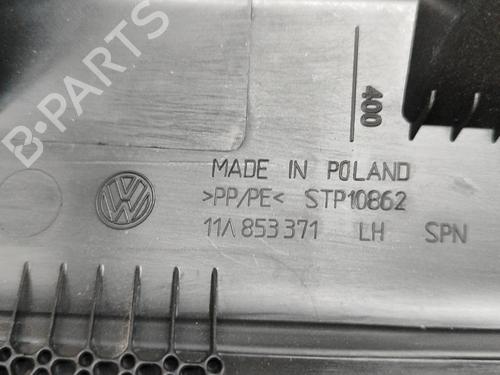 B-PARTS
400
MADE IN POLAND
>PP/PE< STP10862
11A 853 371 LH SPN